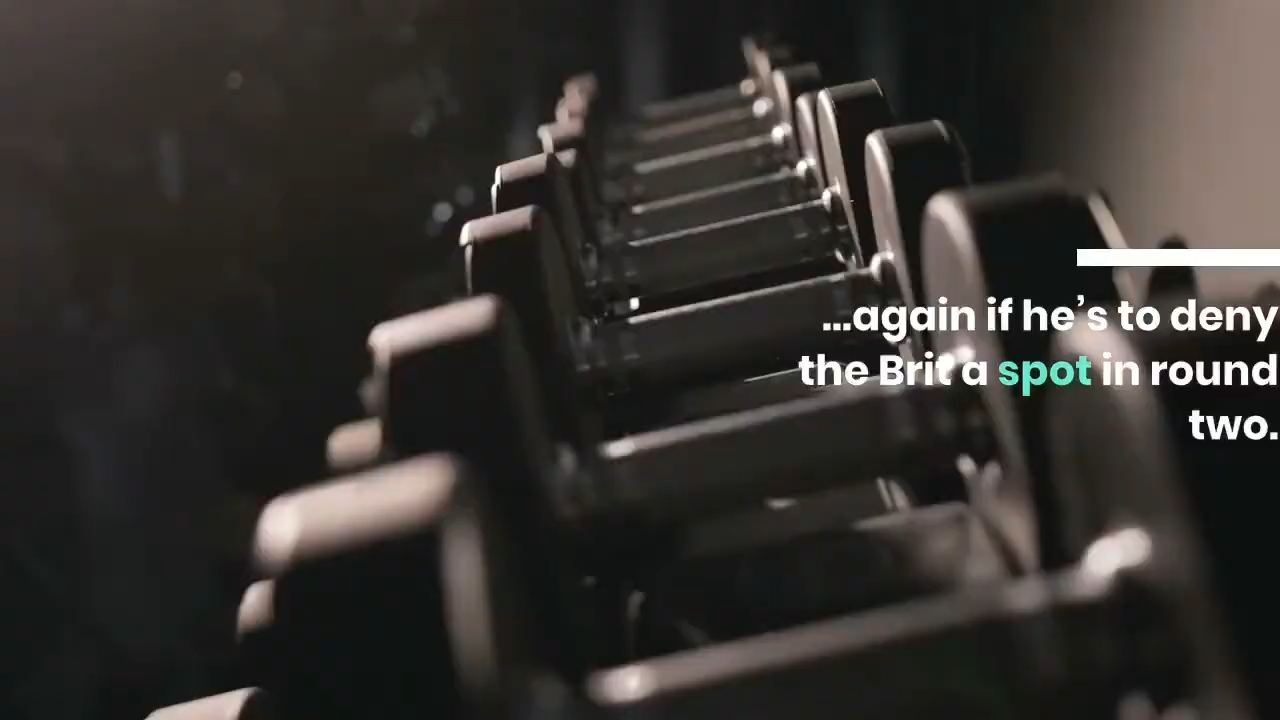 ...again if he’s to deny
the Brit a spot in round
two.